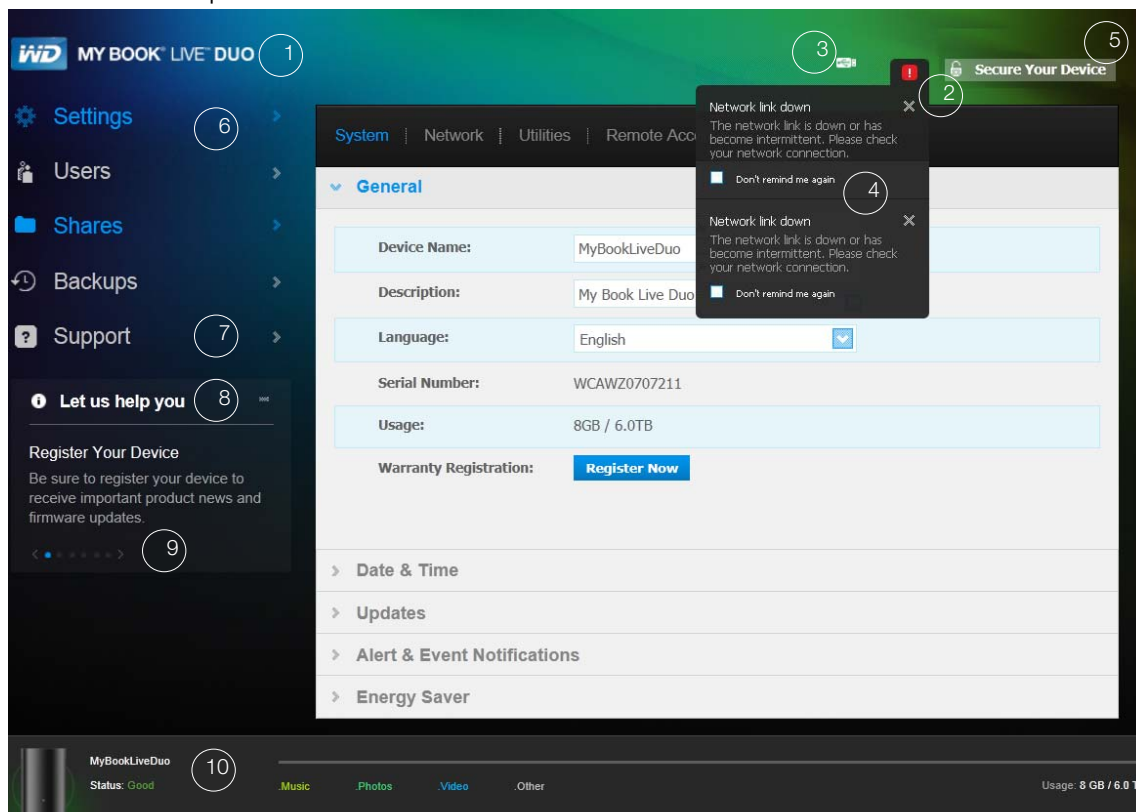 WD MY BOOK® LIVE™ DUO 1
3
5
Secure Your Device
2
Settings 6
Users
Shares
Backups
Support 7
System | Network | Utilities | Remote Acc
Network link down
The network link is down or has
become intermittent. Please check
your network connection.
Don't remind me again 4
Network link down
The network link is down or has
become intermittent. Please check
your network connection.
Don't remind me again
General
Device Name: MyBookLiveDuo
Description: My Book Live Duo
Language: English
Serial Number: WCAWZ0707211
Usage: 8GB / 6.0TB
Warranty Registration: Register Now
Let us help you 8
Register Your Device
Be sure to register your device to
receive important product news and
firmware updates.
9
Date & Time
Updates
Alert & Event Notifications
Energy Saver
MyBookLiveDuo 10
Status: Good
.Music .Photos .Video .Other
Usage: 8 GB / 6.0 T